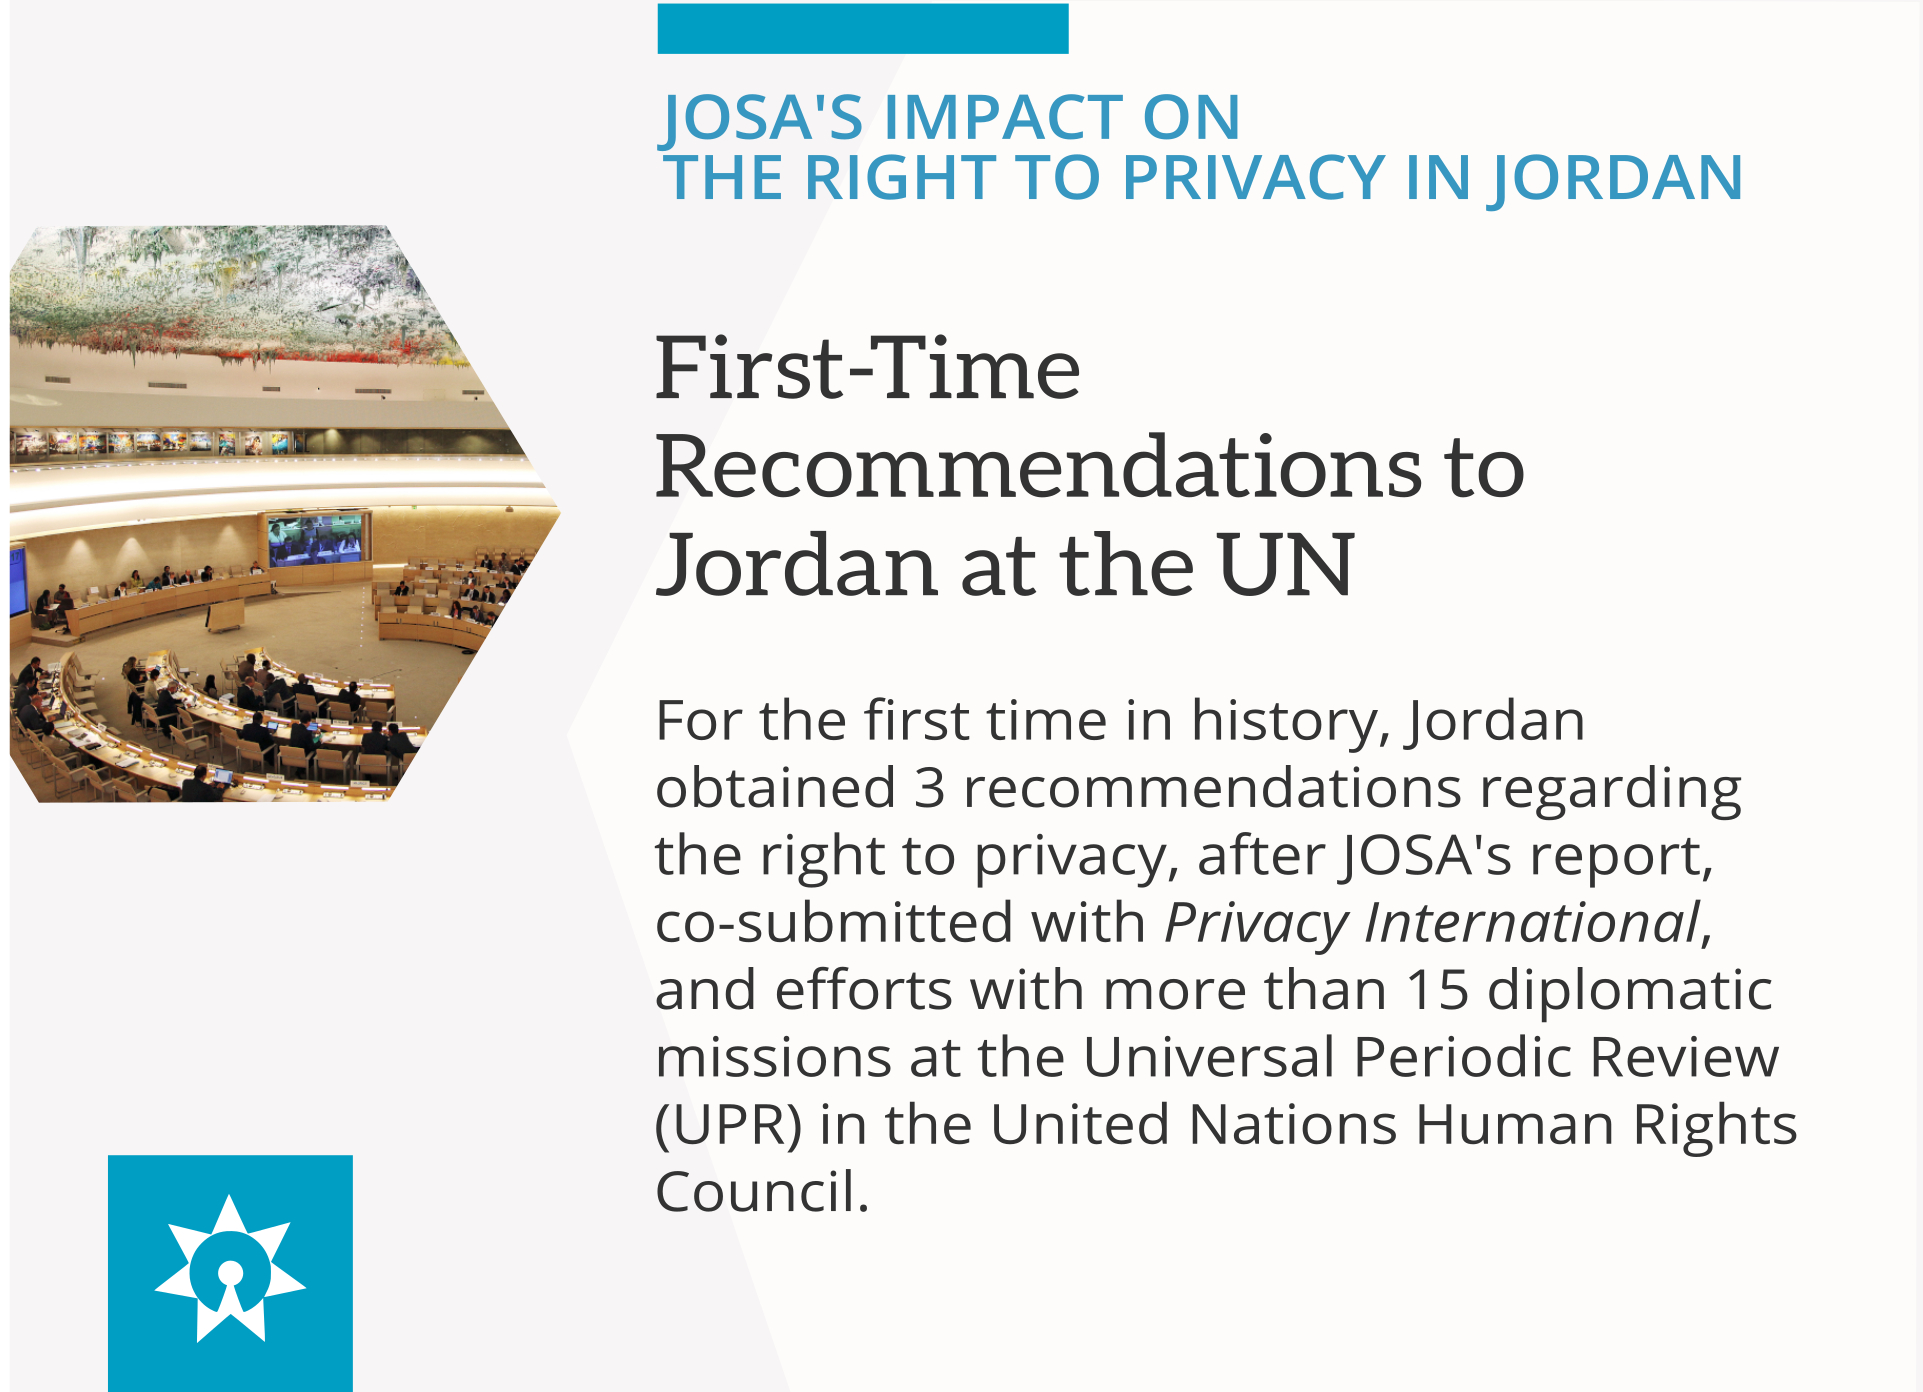 JOSA'S IMPACT ON
THE RIGHT TO PRIVACY IN JORDAN
First-Time
Recommendations to
Jordan at the UN
For the first time in history, Jordan
obtained 3 recommendations regarding
the right to privacy, after JOSA's report,
co-submitted with Privacy International,
and efforts with more than 15 diplomatic
missions at the Universal Periodic Review
(UPR) in the United Nations Human Rights
Council.